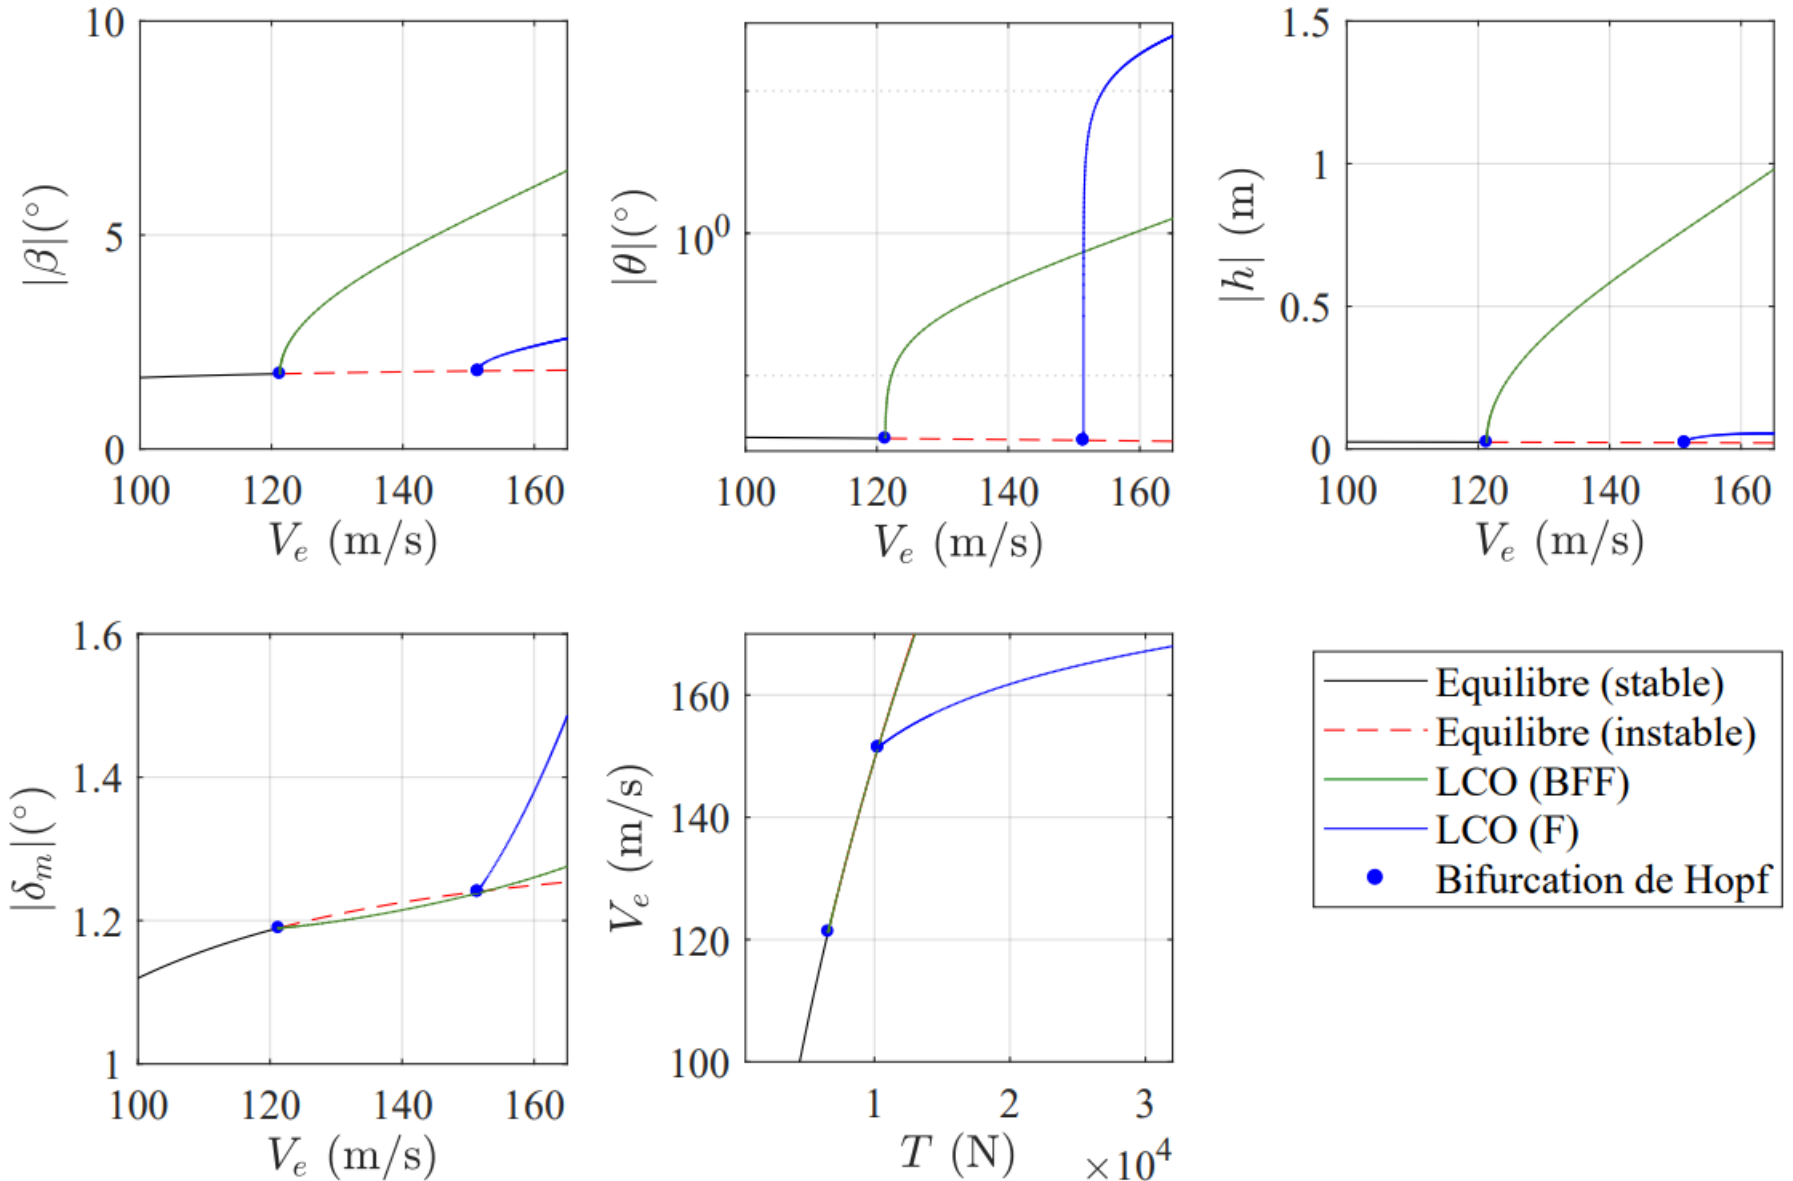 10
5
0
|β|(°)
100 120 140 160
V_e (m/s)
10^0
|θ|(°)
100 120 140 160
V_e (m/s)
1.5
1
0.5
0
|h| (m)
100 120 140 160
V_e (m/s)
1.6
1.4
1.2
1
|δ_m|(°)
100 120 140 160
V_e (m/s)
160
140
120
100
V_e (m/s)
1 2 3
T (N)
×10^4
Equilibre (stable)
Equilibre (instable)
LCO (BFF)
LCO (F)
Bifurcation de Hopf